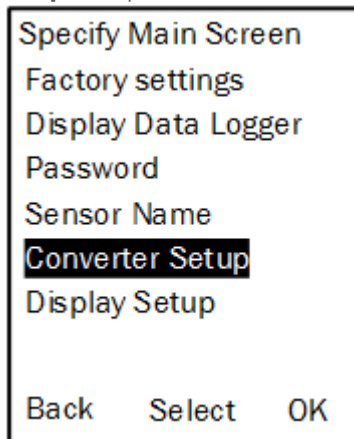 Specify Main Screen
Factory settings
Display Data Logger
Password
Sensor Name
Converter Setup
Display Setup
Back Select OK